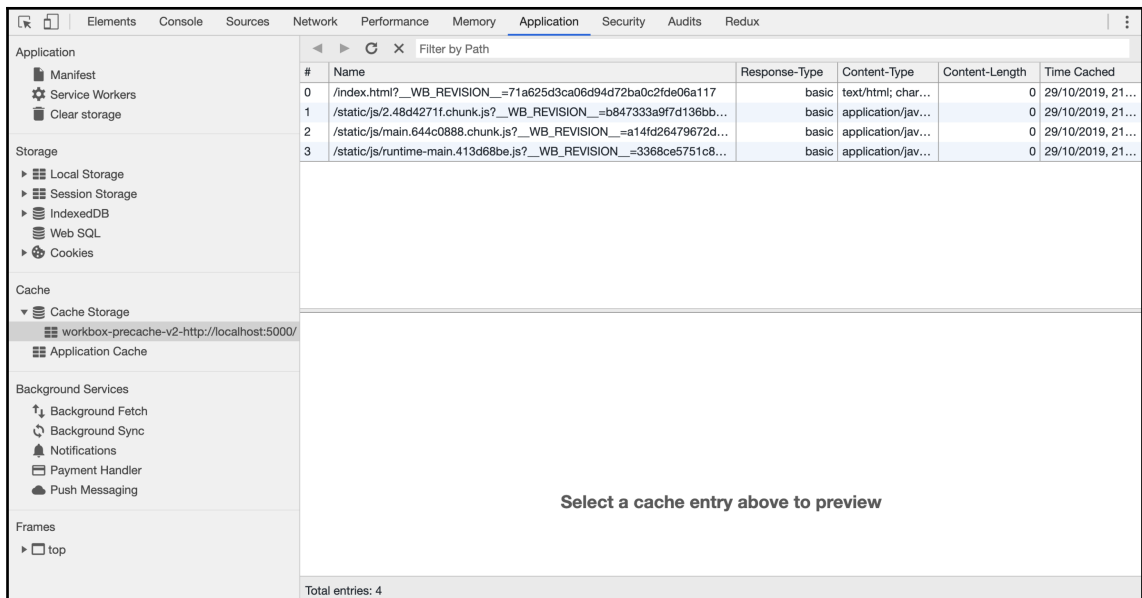 Elements Console Sources Network Performance Memory Application Security Audits Redux
Application
Manifest
Service Workers
Clear storage
Storage
Local Storage
Session Storage
IndexedDB
Web SQL
Cookies
Cache
Cache Storage
workbox-precache-v2-http://localhost:5000/
Application Cache
Background Services
Background Fetch
Background Sync
Notifications
Payment Handler
Push Messaging
Frames
top
Filter by Path
# Name Response-Type Content-Type Content-Length Time Cached
0 /index.html?__WB_REVISION__=71a625d3ca06d94d72ba0c2fde06a117 basic text/html; char... 0 29/10/2019, 21...
1 /static/js/2.48d4271f.chunk.js?__WB_REVISION__=b847333a9f7d136bb... basic application/jav... 0 29/10/2019, 21...
2 /static/js/main.644c0888.chunk.js?__WB_REVISION__=a14fd26479672d... basic application/jav... 0 29/10/2019, 21...
3 /static/js/runtime-main.413d68be.js?__WB_REVISION__=3368ce5751c8... basic application/jav... 0 29/10/2019, 21...
Select a cache entry above to preview
Total entries: 4